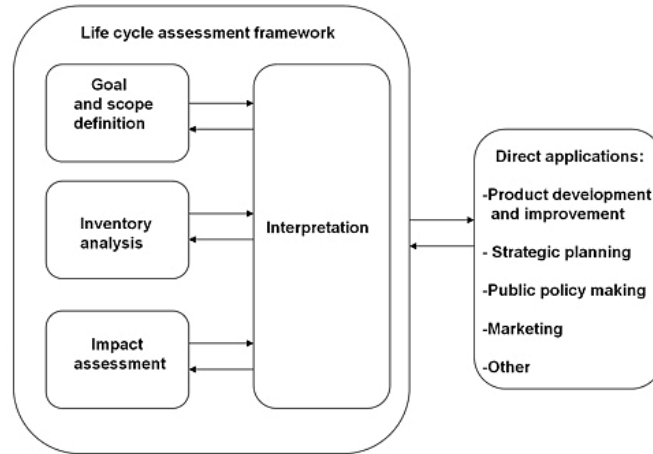 Life cycle assessment framework
Goal
and scope
definition
Inventory
analysis
Impact
assessment
Interpretation
Direct applications:
-Product development
and improvement
- Strategic planning
-Public policy making
-Marketing
-Other